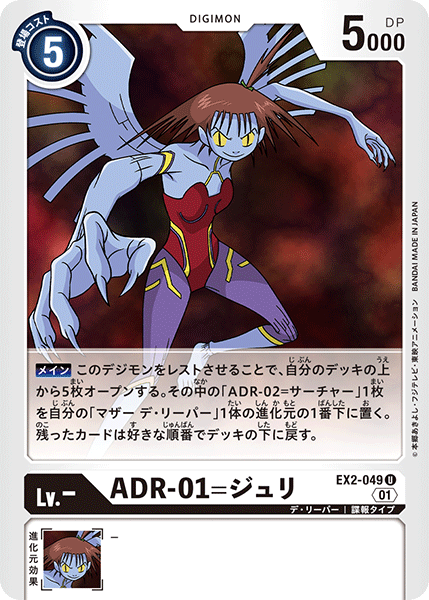 登場コスト
5
DIGIMON
DP
5000
メイン このデジモンをレストさせることで、自分のデッキの上
から5枚オープンする。その中の「ADR-02=サーチャー」1枚
を自分の「マザー デ・リーパー」1体の進化元の1番下に置く。
残ったカードは好きな順番でデッキの下に戻す。
©本郷あきよし・フジテレビ・東映アニメーション BANDAI MADE IN JAPAN
Lv.-
ADR-01=ジュリ
EX2-049 U
01
デ・リーパー | 諜報タイプ
進化元効果
-